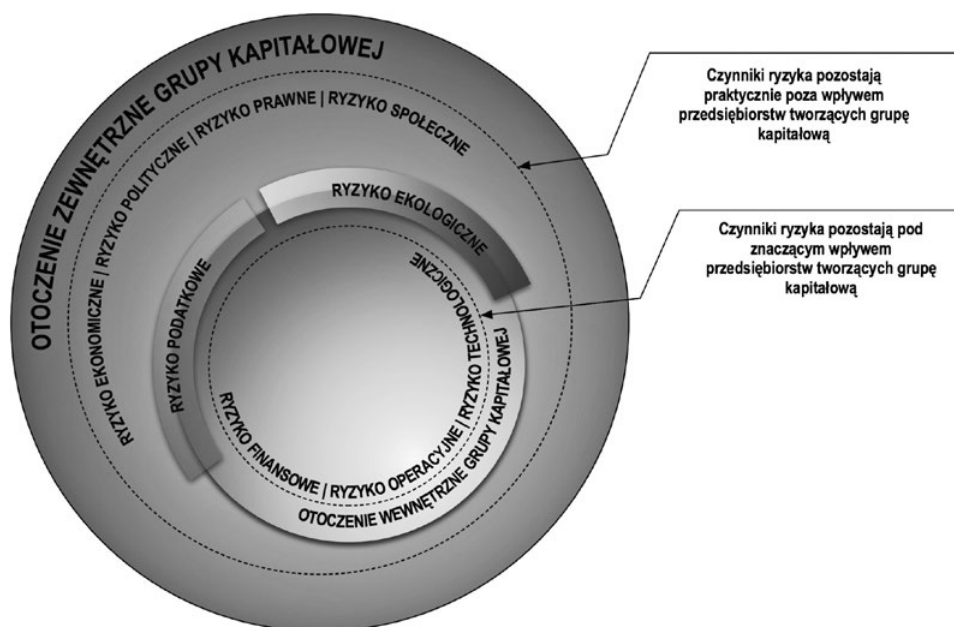 OTOCZENIE ZEWNĘTRZNE GRUPY KAPITAŁOWEJ
RYZYKO EKONOMICZNE | RYZYKO POLITYCZNE | RYZYKO PRAWNE | RYZYKO SPOŁECZNE
RYZYKO PODATKOWE
RYZYKO EKOLOGICZNE
RYZYKO FINANSOWE | RYZYKO OPERACYJNE | RYZYKO TECHNOLOGICZNE
OTOCZENIE WEWNĘTRZNE GRUPY KAPITAŁOWEJ
Czynniki ryzyka pozostają
praktycznie poza wpływem
przedsiębiorstw tworzących grupę
kapitałową
Czynniki ryzyka pozostają pod
znaczącym wpływem
przedsiębiorstw tworzących grupę
kapitałową